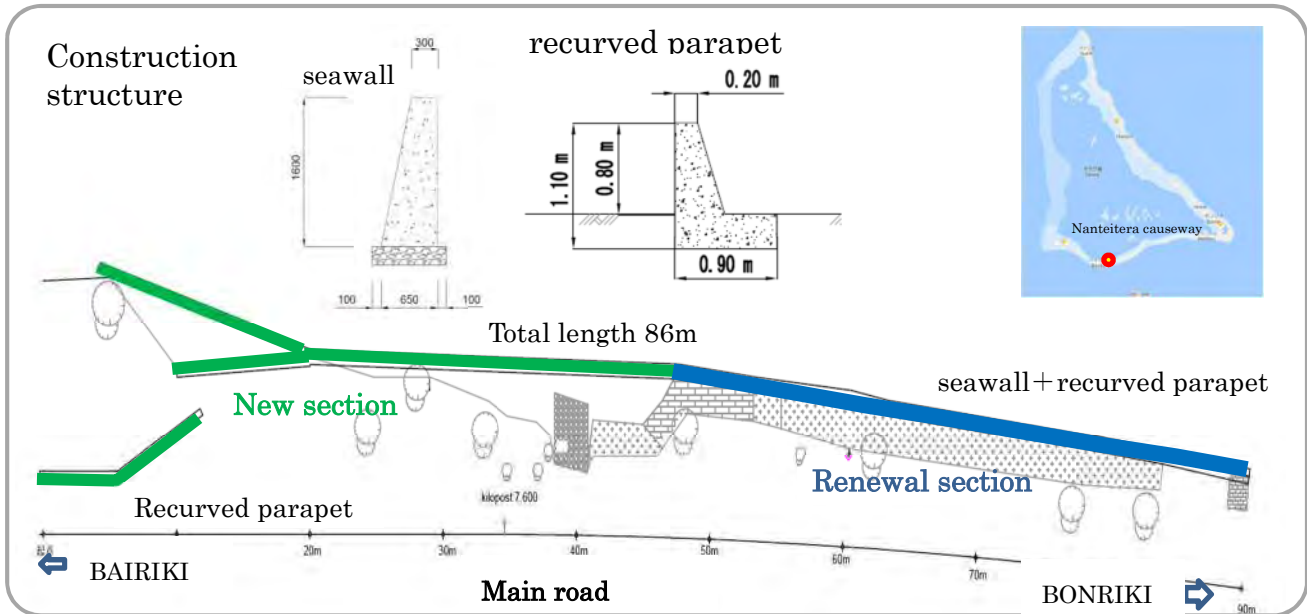 Construction
structure
seawall
300
1600
100
650
100
recurved parapet
0.20 m
1.10 m
0.80 m
0.90 m
Nanteitera causeway
Total length 86m
seawall+recurved parapet
New section
Renewal section
Recurved parapet
kilopost 7.600
20m
30m
40m
50m
60m
70m
90m
BAIRIKI
Main road
BONRIKI